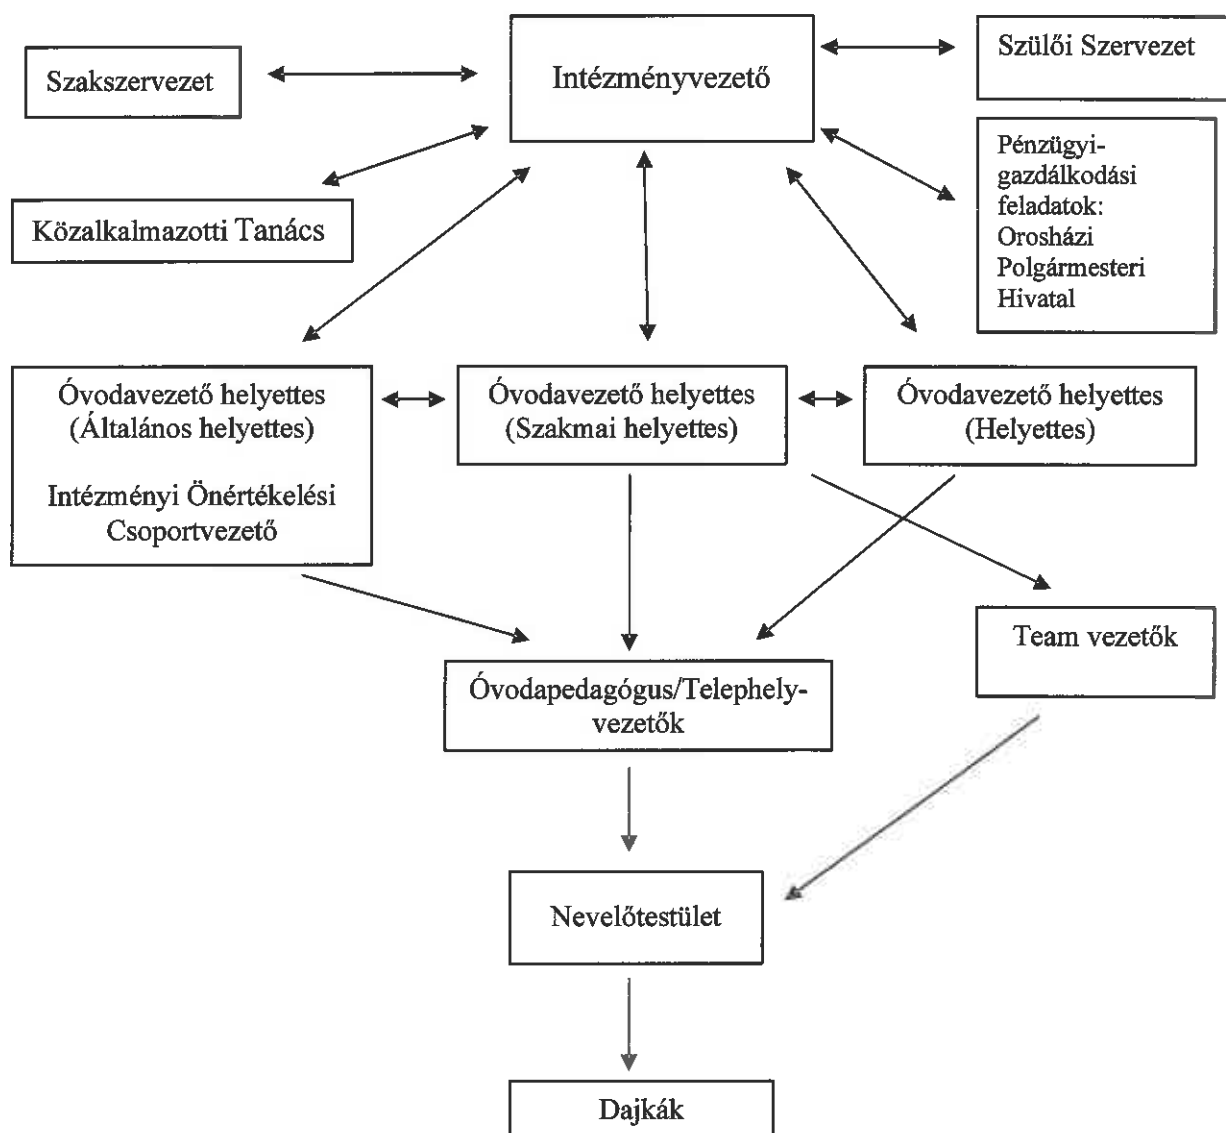 Intézményvezető
Szülői Szervezet
Szakszervezet
Pénzügyi-
gazdálkodási
feladatok:
Orosházi
Polgármesteri
Hivatal
Közalkalmazotti Tanács
Óvodavezető helyettes
(Általános helyettes)
Intézményi Önértékelési
Csoportvezető
Óvodavezető helyettes
(Szakmai helyettes)
Óvodavezető helyettes
(Helyettes)
Team vezetők
Óvodapedagógus/Telephely-
vezetők
Nevelőtestület
Dajkák